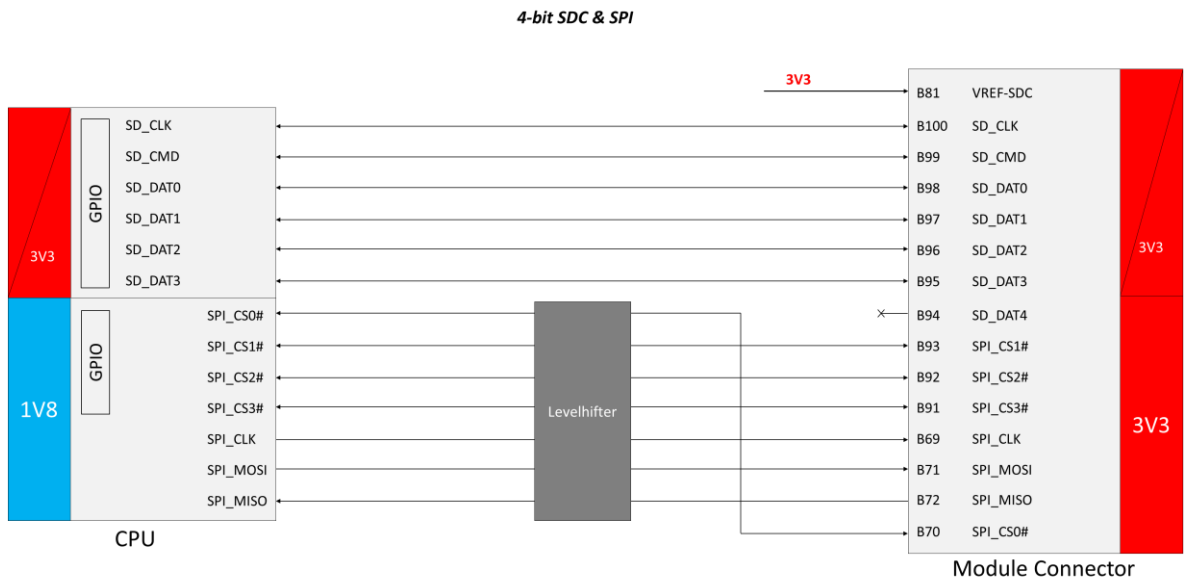 4-bit SDC & SPI
3V3
B81 VREF-SDC
SD_CLK B100 SD_CLK
SD_CMD B99 SD_CMD
SD_DAT0 B98 SD_DAT0
GPIO
SD_DAT1 B97 SD_DAT1
SD_DAT2 B96 SD_DAT2
3V3 3V3
SD_DAT3 B95 SD_DAT3
SPI_CS0# B94 SD_DAT4
SPI_CS1# B93 SPI_CS1#
GPIO
SPI_CS2# B92 SPI_CS2#
1V8 SPI_CS3# Levelhifter B91 SPI_CS3# 3V3
SPI_CLK B69 SPI_CLK
SPI_MOSI B71 SPI_MOSI
SPI_MISO B72 SPI_MISO
B70 SPI_CS0#
CPU
Module Connector